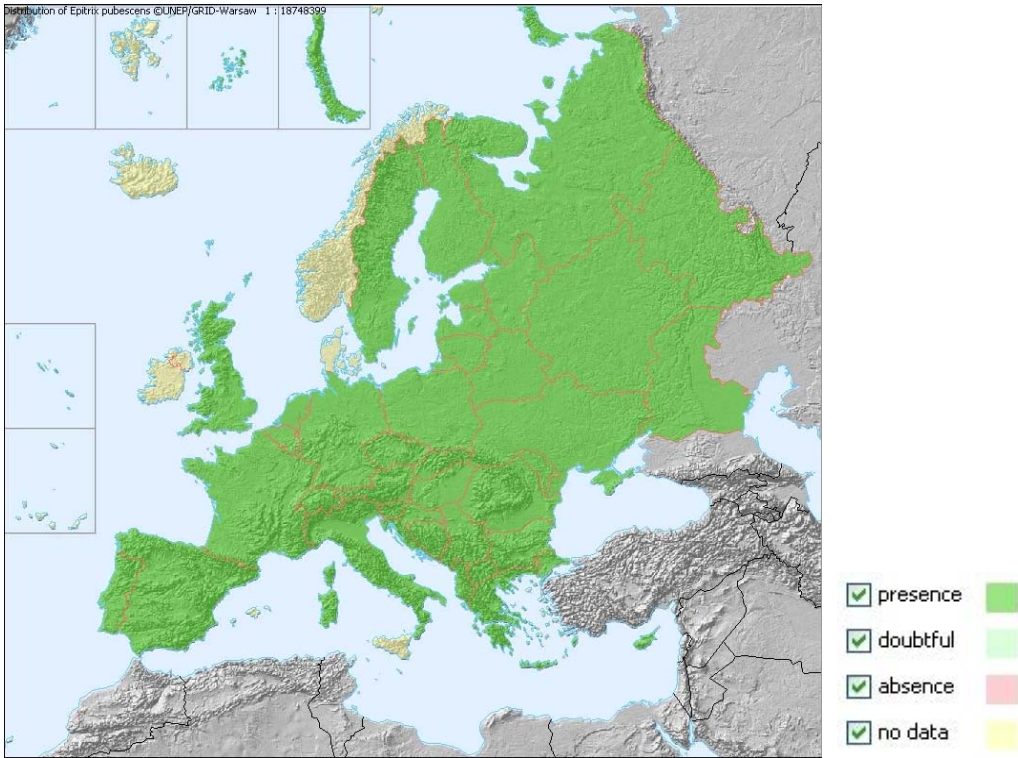 Distribution of Epitrix pubescens ©UNEP/GRID-Warsaw 1 : 18748399
presence
doubtful
absence
no data